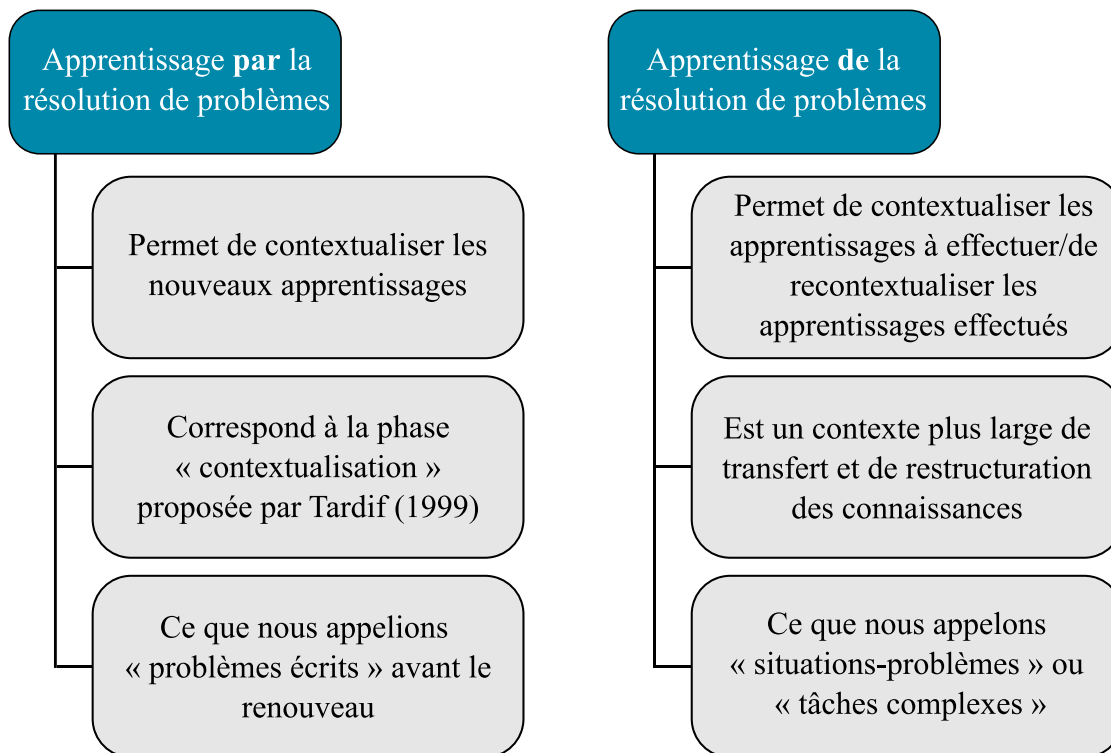 Apprentissage par la
résolution de problèmes
Permet de contextualiser les
nouveaux apprentissages
Correspond à la phase
« contextualisation »
proposée par Tardif (1999)
Ce que nous appelions
« problèmes écrits » avant le
renouveau
Apprentissage de la
résolution de problèmes
Permet de contextualiser les
apprentissages à effectuer/de
recontextualiser les
apprentissages effectués
Est un contexte plus large de
transfert et de restructuration
des connaissances
Ce que nous appelons
« situations-problèmes » ou
« tâches complexes »